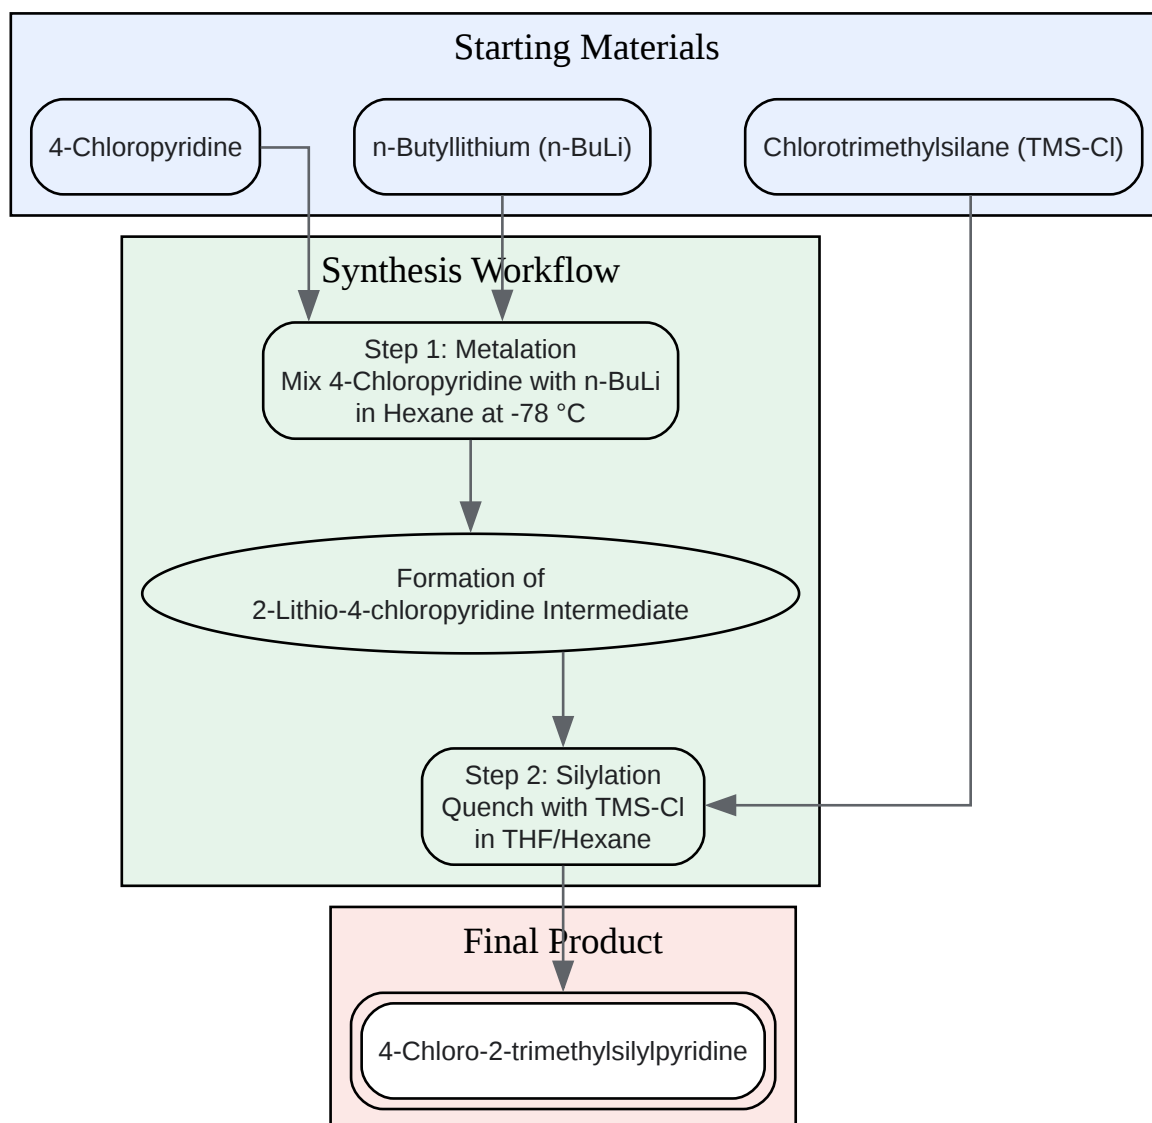 Starting Materials
4-Chloropyridine
n-Butyllithium (n-BuLi)
Chlorotrimethylsilane (TMS-Cl)
Synthesis Workflow
Step 1: Metalation
Mix 4-Chloropyridine with n-BuLi
in Hexane at -78 °C
Formation of
2-Lithio-4-chloropyridine Intermediate
Step 2: Silylation
Quench with TMS-Cl
in THF/Hexane
Final Product
4-Chloro-2-trimethylsilylpyridine